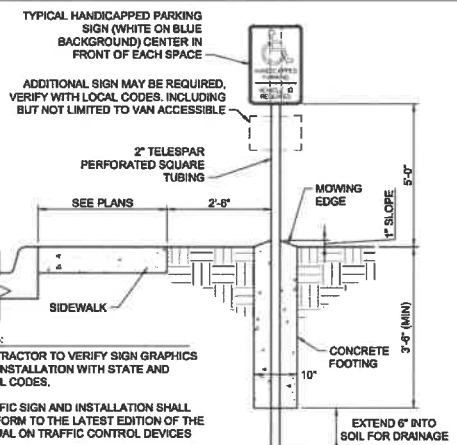 TYPICAL HANDICAPPED PARKING
SIGN (WHITE ON BLUE
BACKGROUND) CENTER IN
FRONT OF EACH SPACE
HANDICAPPED
PARKING
REQUIRED
ADDITIONAL SIGN MAY BE REQUIRED,
VERIFY WITH LOCAL CODES. INCLUDING
BUT NOT LIMITED TO VAN ACCESSIBLE
2" TELESPAR
PERFORATED SQUARE
TUBING
5'-0"
MOWING
EDGE
1" SLOPE
SEE PLANS
2'-6"
SIDEWALK
3'-6" (MIN)
CONCRETE
FOOTING
10"
TRACTOR TO VERIFY SIGN GRAPHICS
INSTALLATION WITH STATE AND
L CODES.
FIC SIGN AND INSTALLATION SHALL
FORM TO THE LATEST EDITION OF THE
UAL ON TRAFFIC CONTROL DEVICES
EXTEND 6" INTO
SOIL FOR DRAINAGE